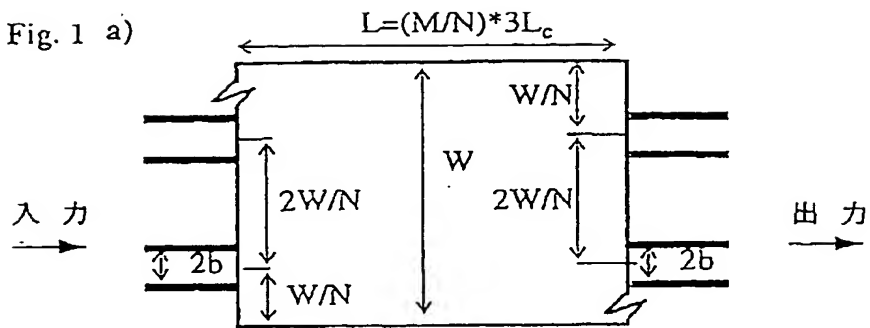 Fig. 1 a)
L=(M/N)*3L_c
W/N
W
2W/N
2W/N
入力
出力
2b
2b
W/N